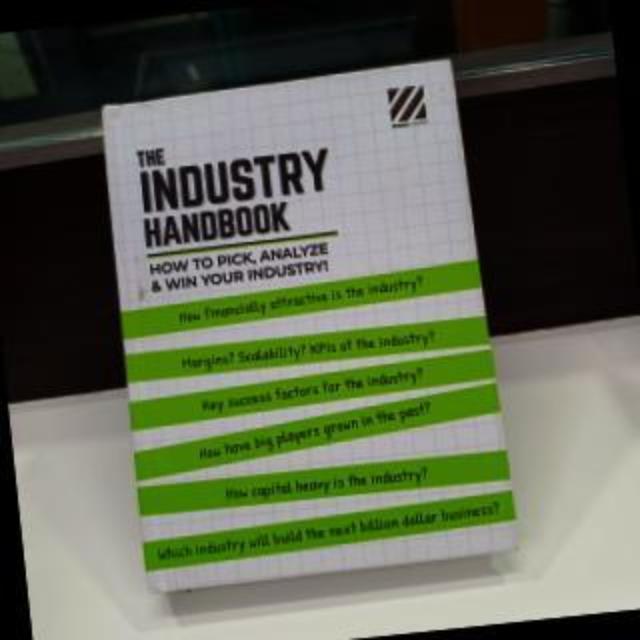 THE
INDUSTRY
HANDBOOK
HOW TO PICK, ANALYZE
& WIN YOUR INDUSTRY!
How financially attractive is the industry?
Margins? Scalability? KPIs of the industry?
Key success factors for the industry?
How have big players grown in the past?
How capital heavy is the industry?
Which industry will build the next billion dollar business?